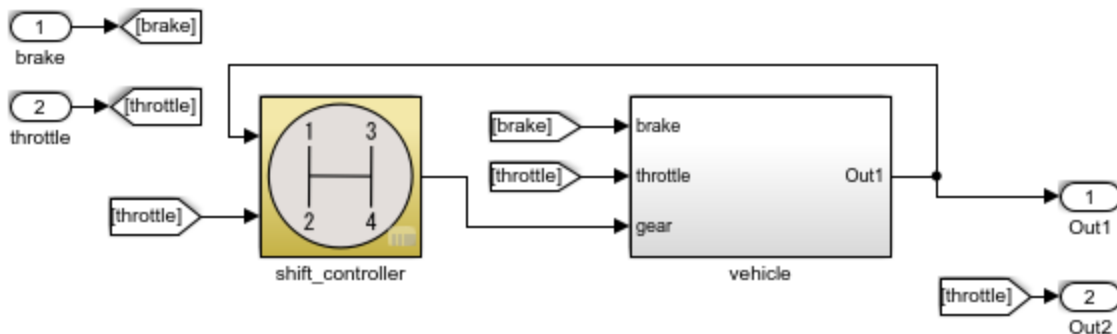 1
[brake]
brake
2
[throttle]
throttle
[throttle]
1 3
2 4
shift_controller
[brake]
[throttle]
brake
throttle
gear
Out1
vehicle
1
Out1
[throttle]
2
Out2